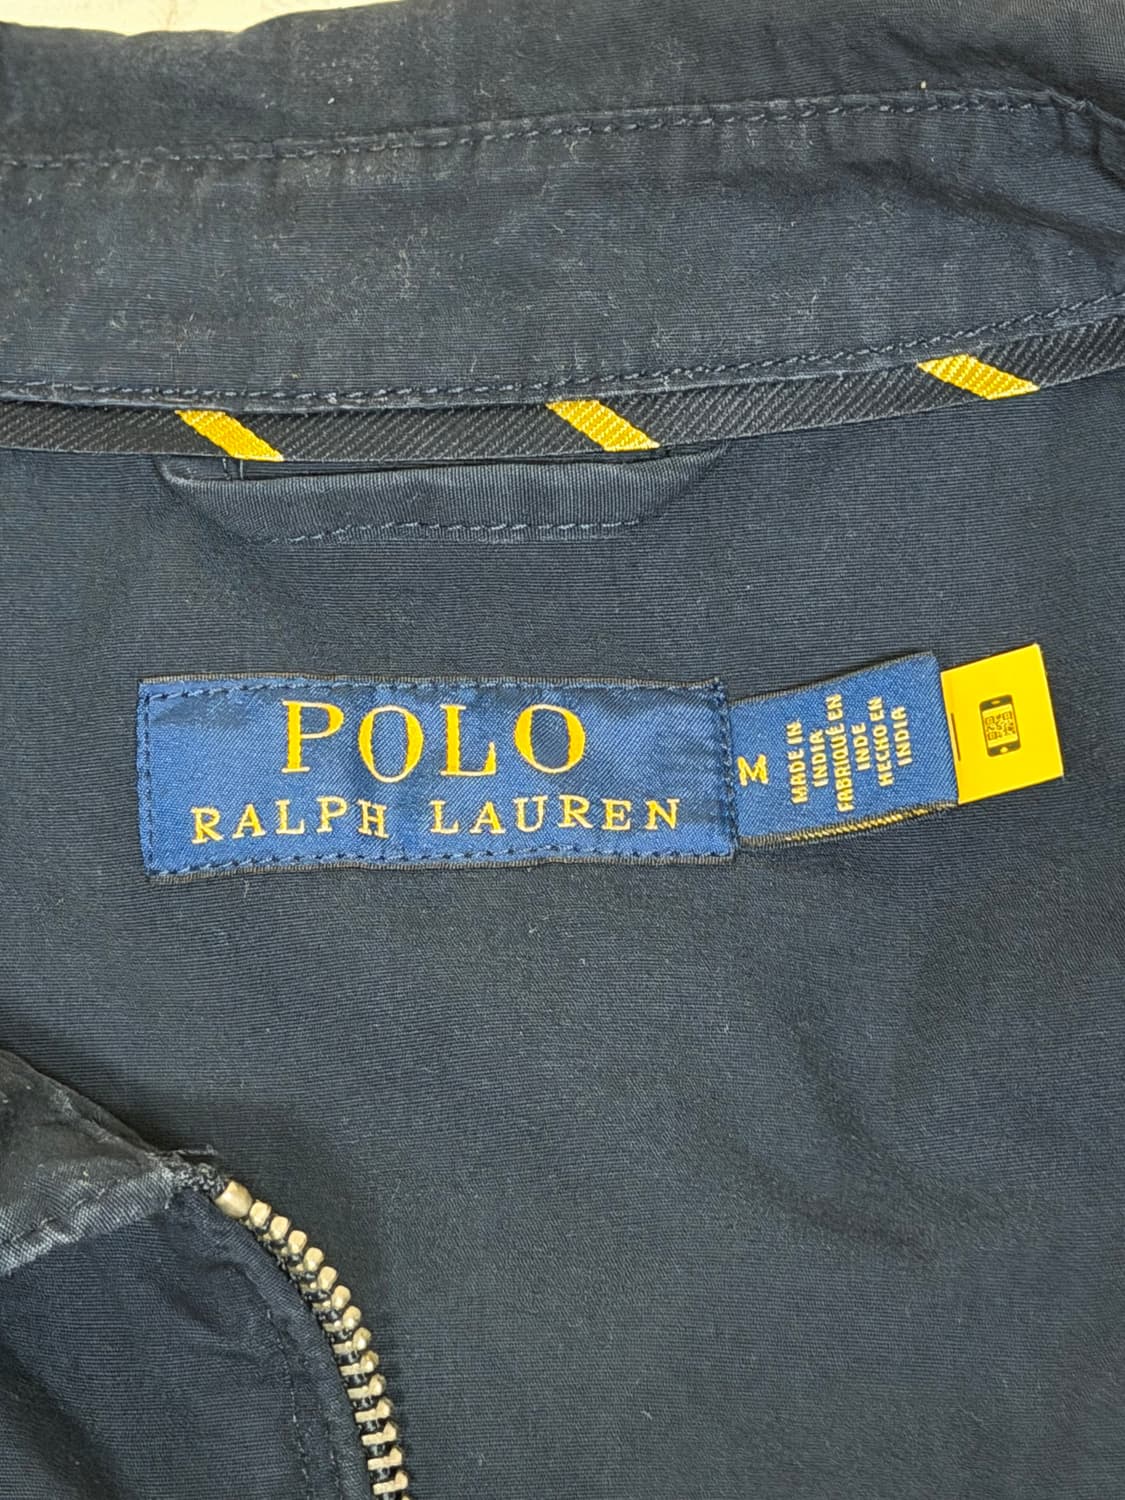 POLO
RALPH LAUREN
M
MADE IN
INDIA
FABRIQUÉ EN
INDE
HECHO EN
INDIA